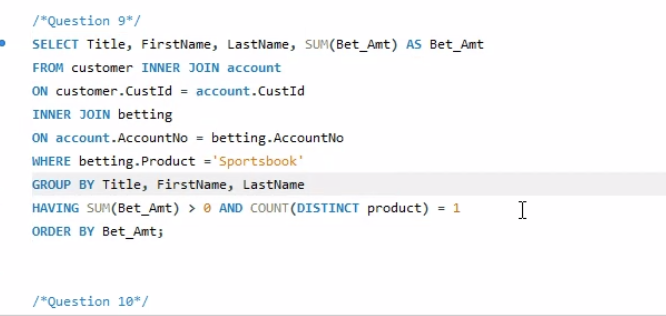 /*Question 9*/
SELECT Title, FirstName, LastName, SUM(Bet_Amt) AS Bet_Amt
FROM customer INNER JOIN account
ON customer.CustId = account.CustId
INNER JOIN betting
ON account.AccountNo = betting.AccountNo
WHERE betting.Product ='Sportsbook'
GROUP BY Title, FirstName, LastName
HAVING SUM(Bet_Amt) > 0 AND COUNT(DISTINCT product) = 1
ORDER BY Bet_Amt;
/*Question 10*/